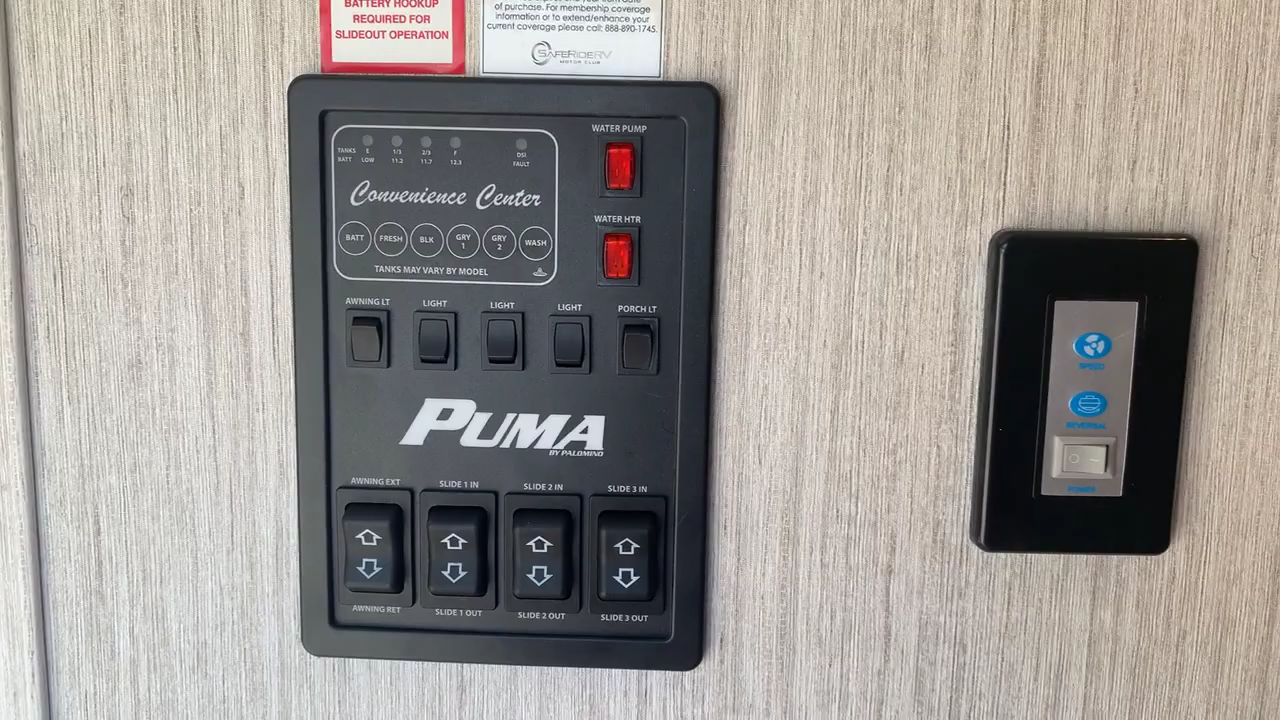 BATTERY HOOKUP
REQUIRED FOR
SLIDEOUT OPERATION
of purchase. For membership coverage
information or to extend/enhance your
current coverage please call: 888-890-1745.
SAFERIDERV
MOTOR CLUB
WATER PUMP
TANKS E 1/3 2/3 F DSI
BATT LOW 11.2 11.7 12.3 FAULT
Convenience Center
BATT FRESH BLK GRY 1 GRY 2 WASH
TANKS MAY VARY BY MODEL
WATER HTR
AWNING LT LIGHT LIGHT LIGHT PORCH LT
PUMA
BY PALOMINO
AWNING EXT SLIDE 1 IN SLIDE 2 IN SLIDE 3 IN
AWNING RET SLIDE 1 OUT SLIDE 2 OUT SLIDE 3 OUT
SPEED
REVERSAL
POWER